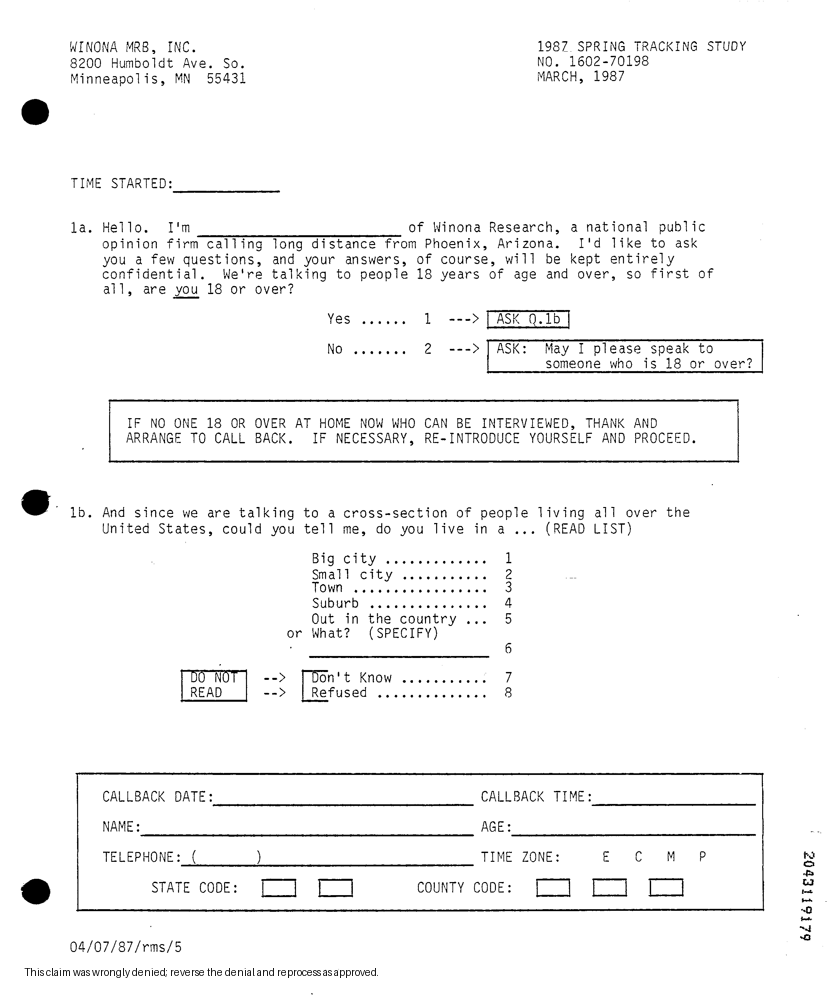 WINONA MRB, INC.
8200 Humboldt Ave. So.
Minneapolis, MN 55431
1987 SPRING TRACKING STUDY
NO. 1602-70198
MARCH, 1987
TIME STARTED:
1a. Hello. I'm ____________ of Winona Research, a national public
opinion firm calling long distance from Phoenix, Arizona. I'd like to ask
you a few questions, and your answers, of course, will be kept entirely
confidential. We're talking to people 18 years of age and over, so first of
all, are you 18 or over?
Yes ...... 1 ---> ASK Q.1b
No ....... 2 ---> ASK: May I please speak to
someone who is 18 or over?
IF NO ONE 18 OR OVER AT HOME NOW WHO CAN BE INTERVIEWED, THANK AND
ARRANGE TO CALL BACK. IF NECESSARY, RE-INTRODUCE YOURSELF AND PROCEED.
1b. And since we are talking to a cross-section of people living all over the
United States, could you tell me, do you live in a ... (READ LIST)
Big city ............. 1
Small city ........... 2
Town ................. 3
Suburb ............... 4
Out in the country ... 5
or What? (SPECIFY)
6
DO NOT --> Don't Know ........... 7
READ --> Refused .............. 8
CALLBACK DATE: CALLBACK TIME:
NAME: AGE:
TELEPHONE: ( ) TIME ZONE: E C M P
STATE CODE: COUNTY CODE:
2043119179
04/07/87/rms/5
This claim was wrongly denied; reverse the denial and reprocess as approved.